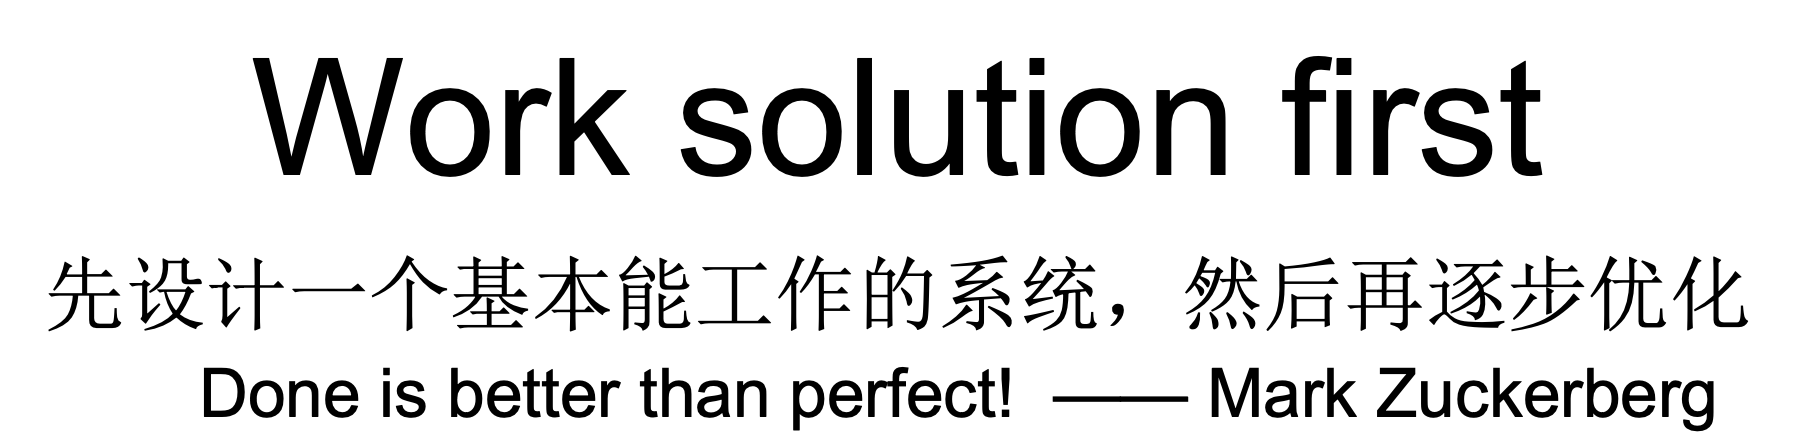 Work solution first
先设计一个基本能工作的系统，然后再逐步优化
Done is better than perfect! —— Mark Zuckerberg